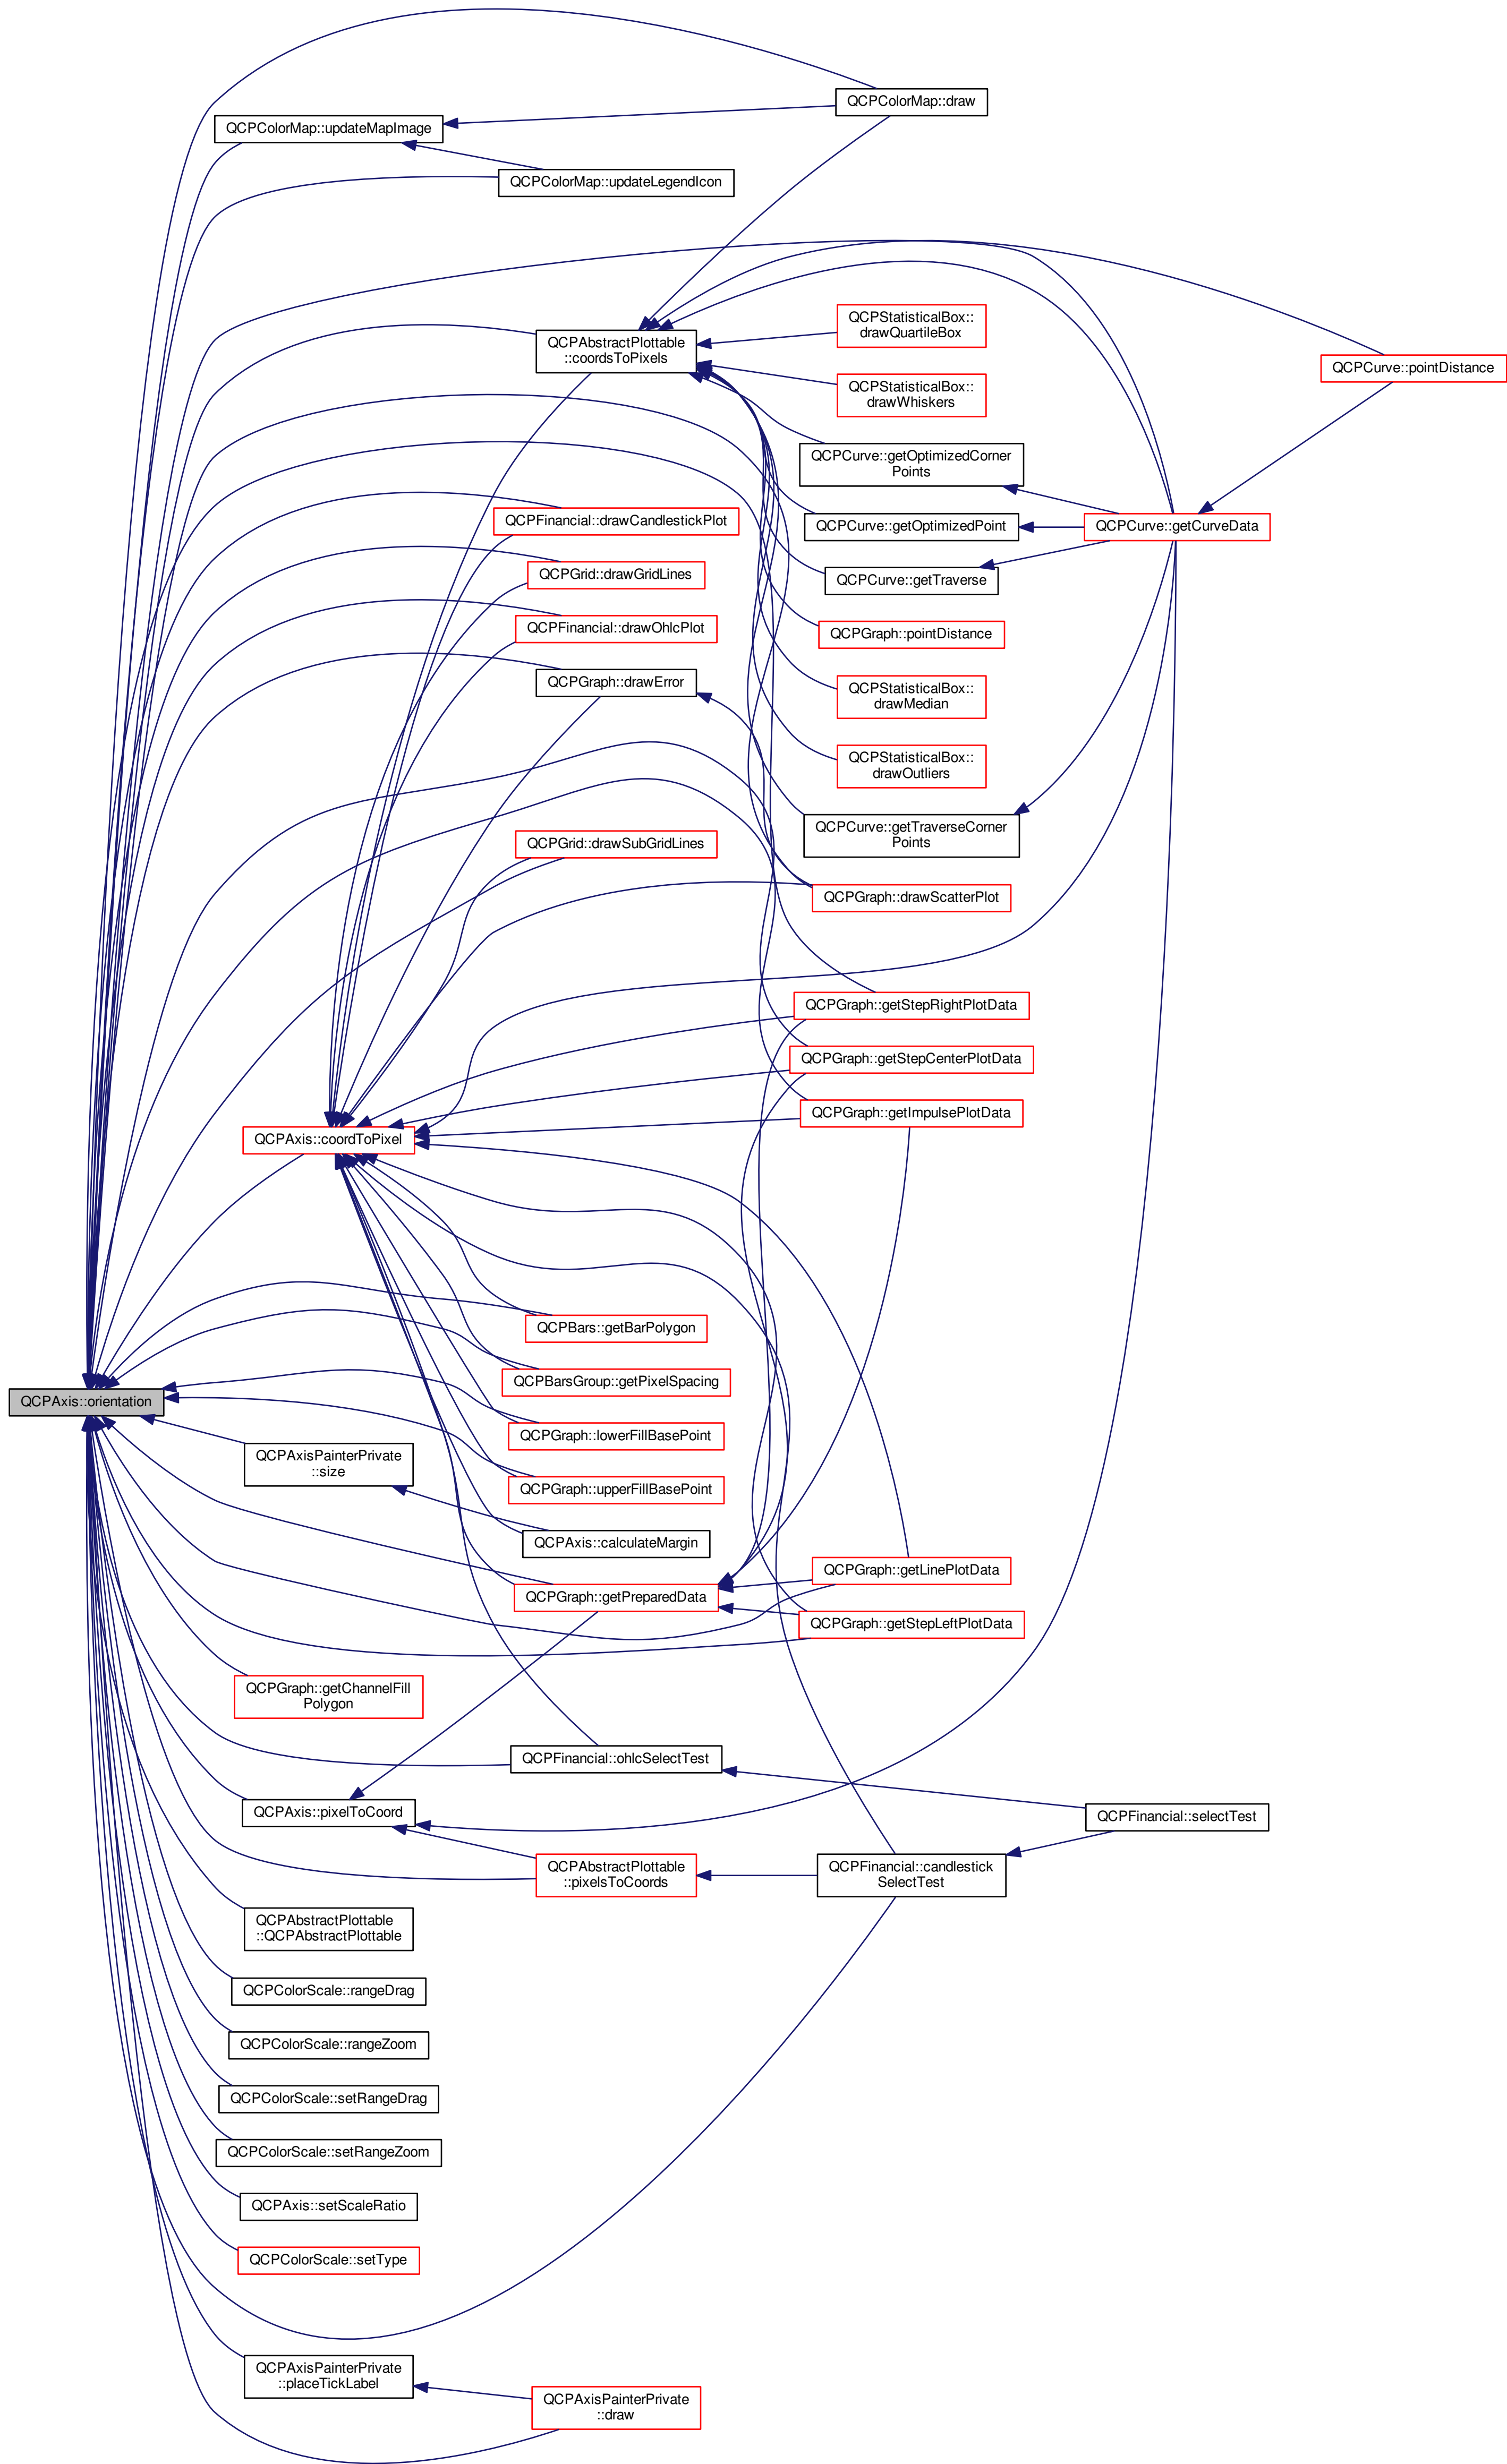 QCPColorMap::draw
QCPColorMap::updateMapImage
QCPColorMap::updateLegendIcon
QCPStatisticalBox::
drawQuartileBox
QCPAbstractPlottable
::coordsToPixels
QCPCurve::pointDistance
QCPStatisticalBox::
drawWhiskers
QCPCurve::getOptimizedCorner
Points
QCPFinancial::drawCandlestickPlot
QCPCurve::getOptimizedPoint
QCPCurve::getCurveData
QCPGrid::drawGridLines
QCPCurve::getTraverse
QCPFinancial::drawOhlcPlot
QCPGraph::pointDistance
QCPGraph::drawError
QCPStatisticalBox::
drawMedian
QCPStatisticalBox::
drawOutliers
QCPGrid::drawSubGridLines
QCPCurve::getTraverseCorner
Points
QCPGraph::drawScatterPlot
QCPGraph::getStepRightPlotData
QCPGraph::getStepCenterPlotData
QCPGraph::getImpulsePlotData
QCPAxis::coordToPixel
QCPBars::getBarPolygon
QCPBarsGroup::getPixelSpacing
QCPAxis::orientation
QCPGraph::lowerFillBasePoint
QCPAxisPainterPrivate
::size
QCPGraph::upperFillBasePoint
QCPAxis::calculateMargin
QCPGraph::getLinePlotData
QCPGraph::getPreparedData
QCPGraph::getStepLeftPlotData
QCPGraph::getChannelFill
Polygon
QCPFinancial::ohlcSelectTest
QCPAxis::pixelToCoord
QCPFinancial::selectTest
QCPAbstractPlottable
::pixelsToCoords
QCPFinancial::candlestick
SelectTest
QCPAbstractPlottable
::QCPAbstractPlottable
QCPColorScale::rangeDrag
QCPColorScale::rangeZoom
QCPColorScale::setRangeDrag
QCPColorScale::setRangeZoom
QCPAxis::setScaleRatio
QCPColorScale::setType
QCPAxisPainterPrivate
::placeTickLabel
QCPAxisPainterPrivate
::draw